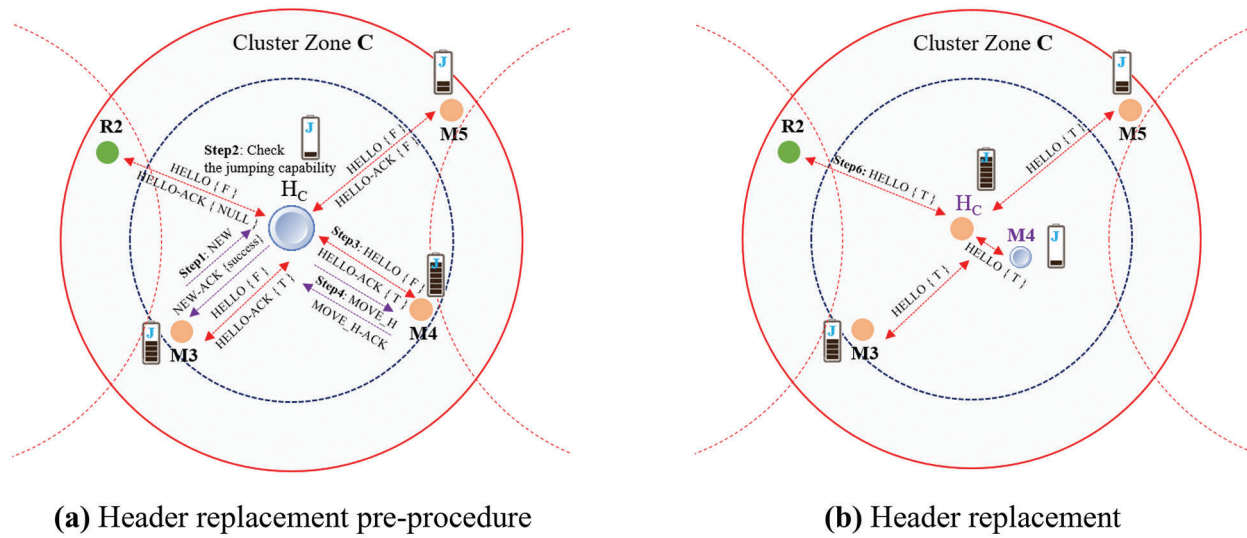 Cluster Zone C
J
M5
R2
J
Step2: Check
the jumping capability
HELLO { F }
HELLO-ACK { NULL }
HELLO { F }
HELLO-ACK { F }
H_C
Step1: NEW
NEW-ACK {success}
HELLO { F }
HELLO-ACK { T }
Step3: HELLO { F }
HELLO-ACK { T }
Step4: MOVE_H
MOVE_H-ACK
J
M4
J
M3
(a) Header replacement pre-procedure
Cluster Zone C
J
M5
R2
HELLO { T }
Step6: HELLO { T }
J
H_C
M4
J
HELLO { T }
HELLO { T }
J
M3
(b) Header replacement